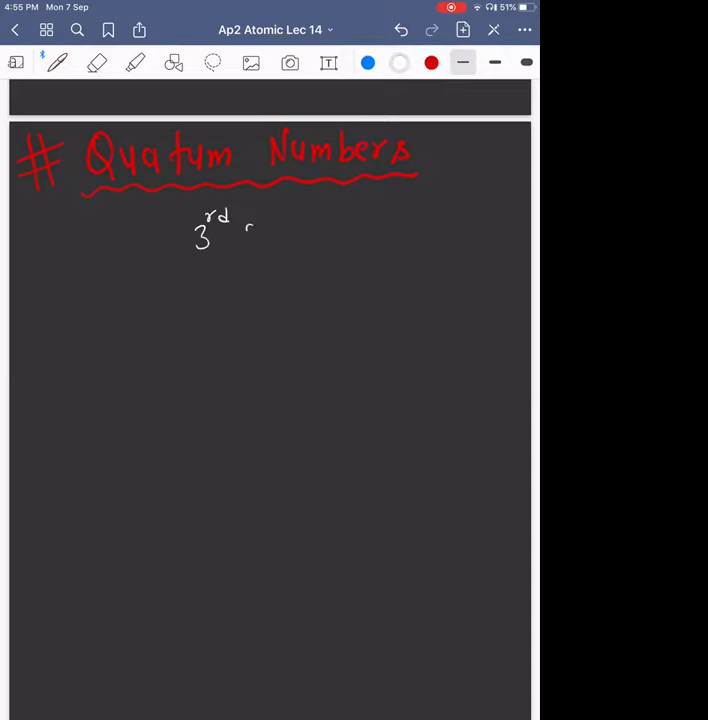 4:55 PM Mon 7 Sep 51%
Ap2 Atomic Lec 14
T
# Quatum Numbers
3rd